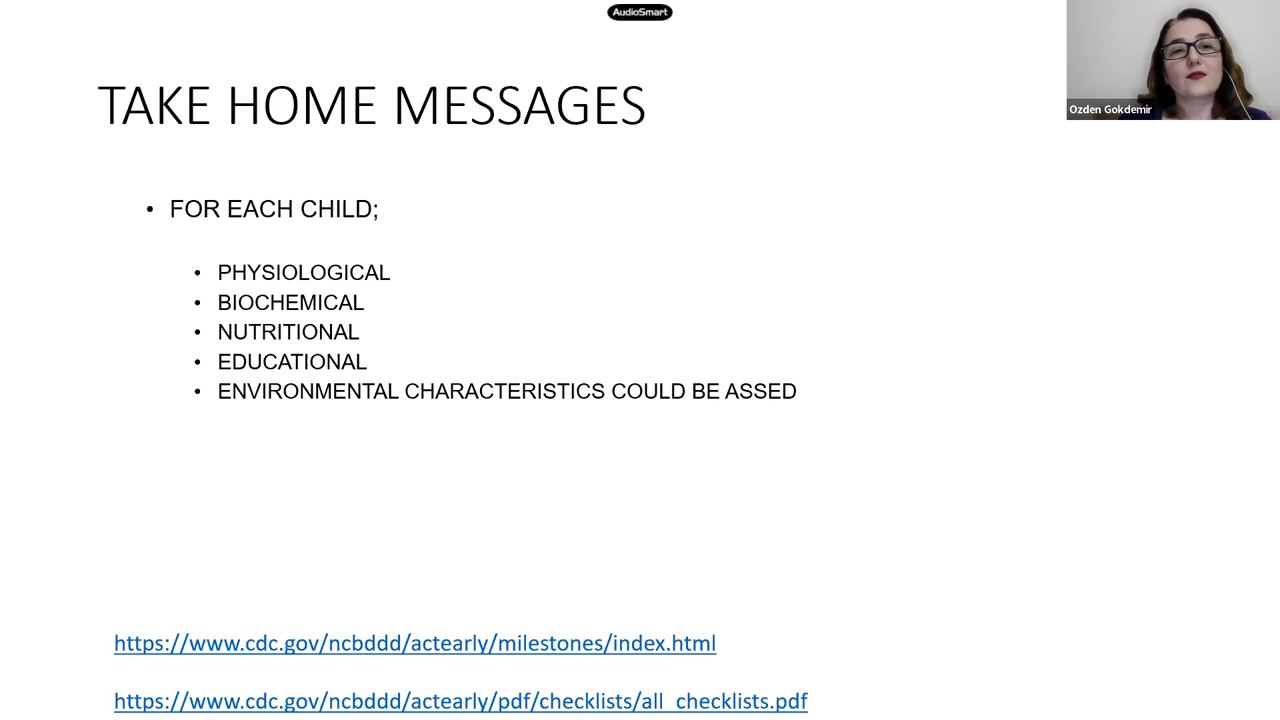 AudioSmart
Ozden Gokdemir
TAKE HOME MESSAGES
• FOR EACH CHILD;
• PHYSIOLOGICAL
• BIOCHEMICAL
• NUTRITIONAL
• EDUCATIONAL
• ENVIRONMENTAL CHARACTERISTICS COULD BE ASSED
https://www.cdc.gov/ncbddd/actearly/milestones/index.html
https://www.cdc.gov/ncbddd/actearly/pdf/checklists/all_checklists.pdf